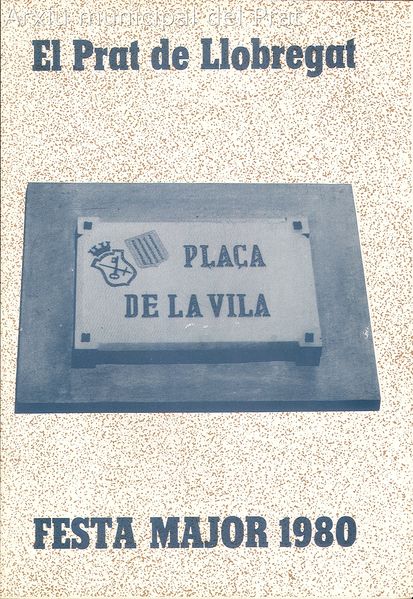 Arxiu municipal del Prat
El Prat de Llobregat
PLAÇA
DE LA VILA
FESTA MAJOR 1980